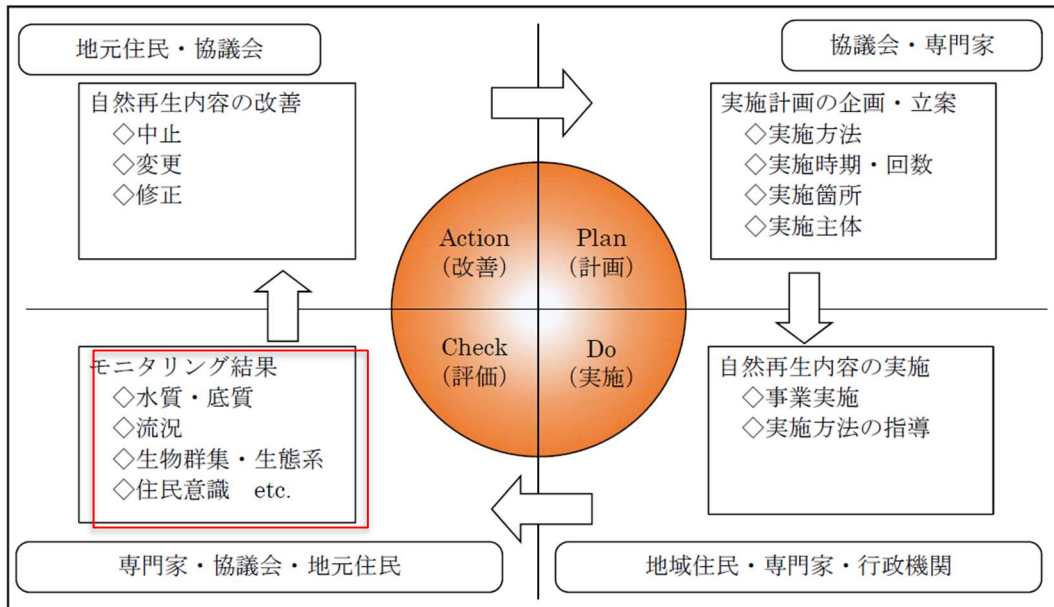 地元住民・協議会
自然再生内容の改善
◇中止
◇変更
◇修正
協議会・専門家
実施計画の企画・立案
◇実施方法
◇実施時期・回数
◇実施箇所
◇実施主体
Action
（改善）
Plan
（計画）
Check
（評価）
Do
（実施）
モニタリング結果
◇水質・底質
◇流況
◇生物群集・生態系
◇住民意識　etc.
専門家・協議会・地元住民
自然再生内容の実施
◇事業実施
◇実施方法の指導
地域住民・専門家・行政機関